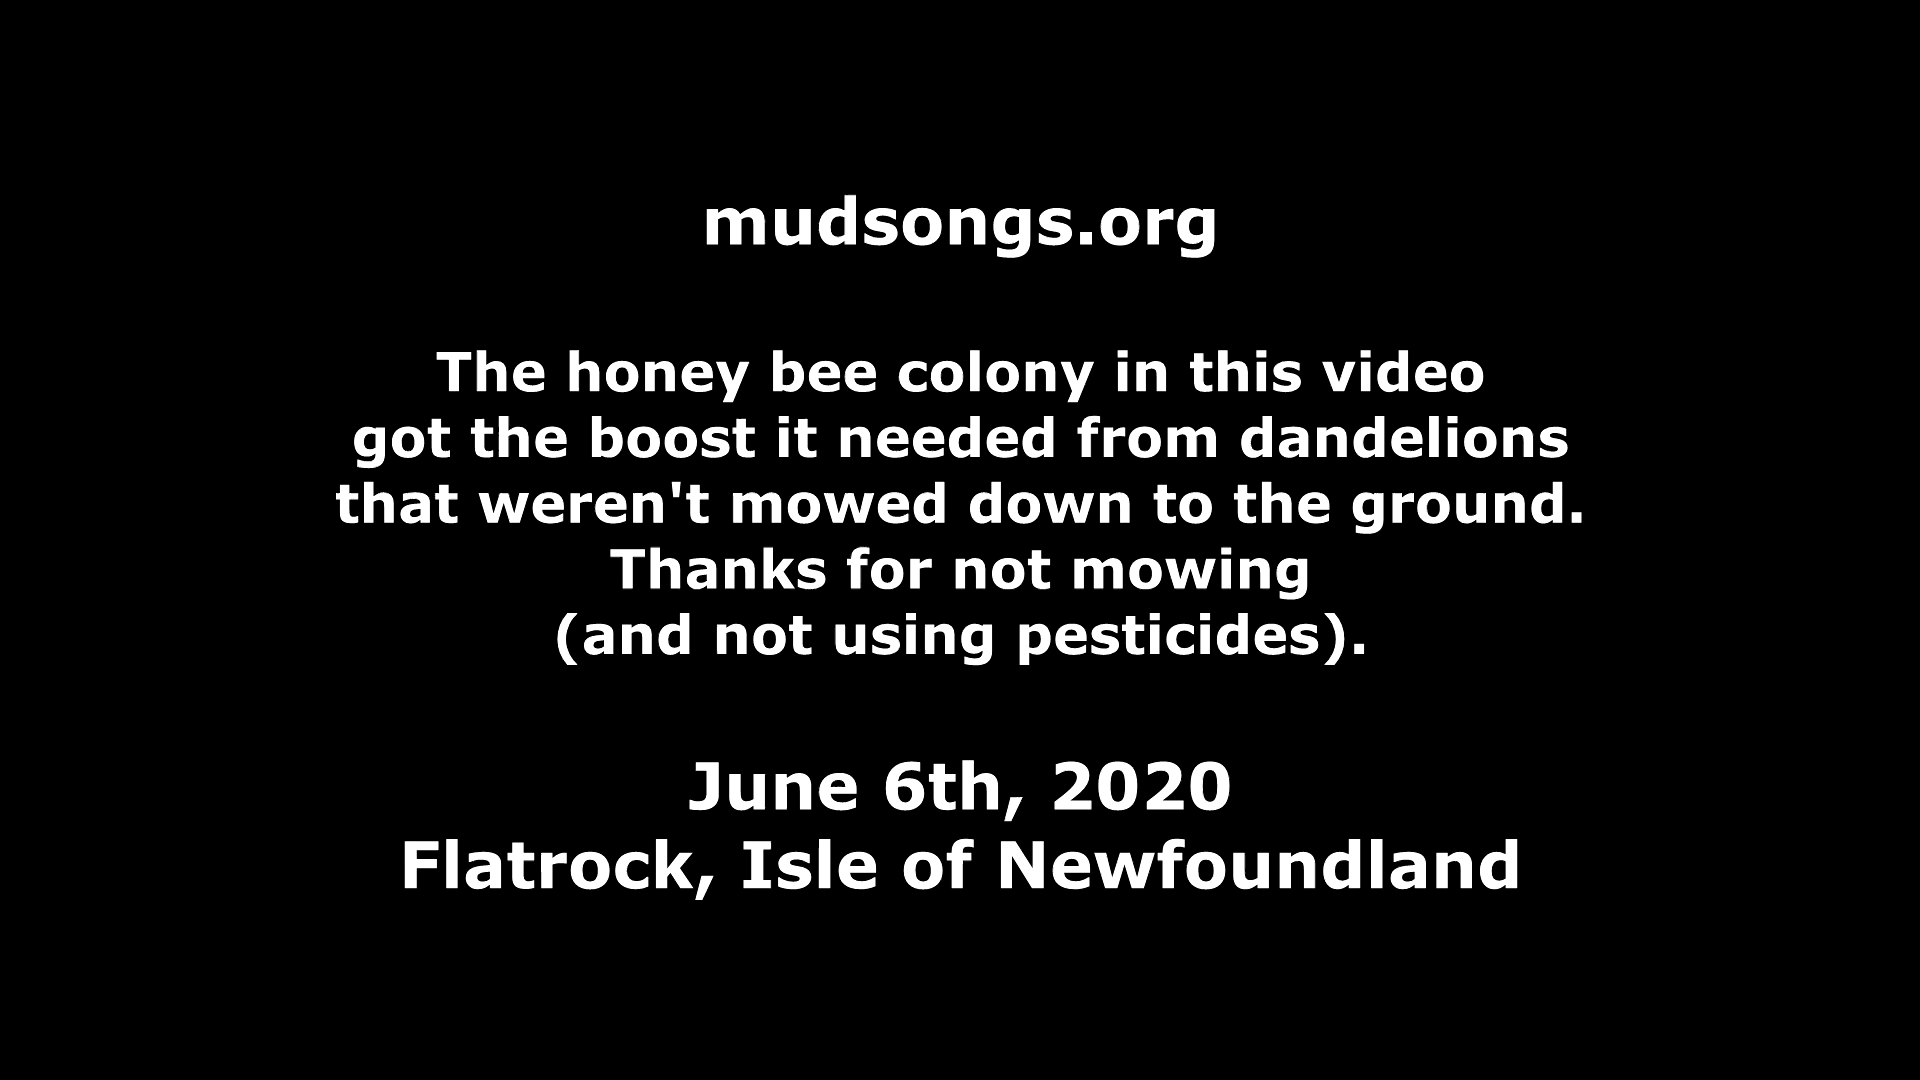 mudsongs.org
The honey bee colony in this video
got the boost it needed from dandelions
that weren't mowed down to the ground.
Thanks for not mowing
(and not using pesticides).
June 6th, 2020
Flatrock, Isle of Newfoundland